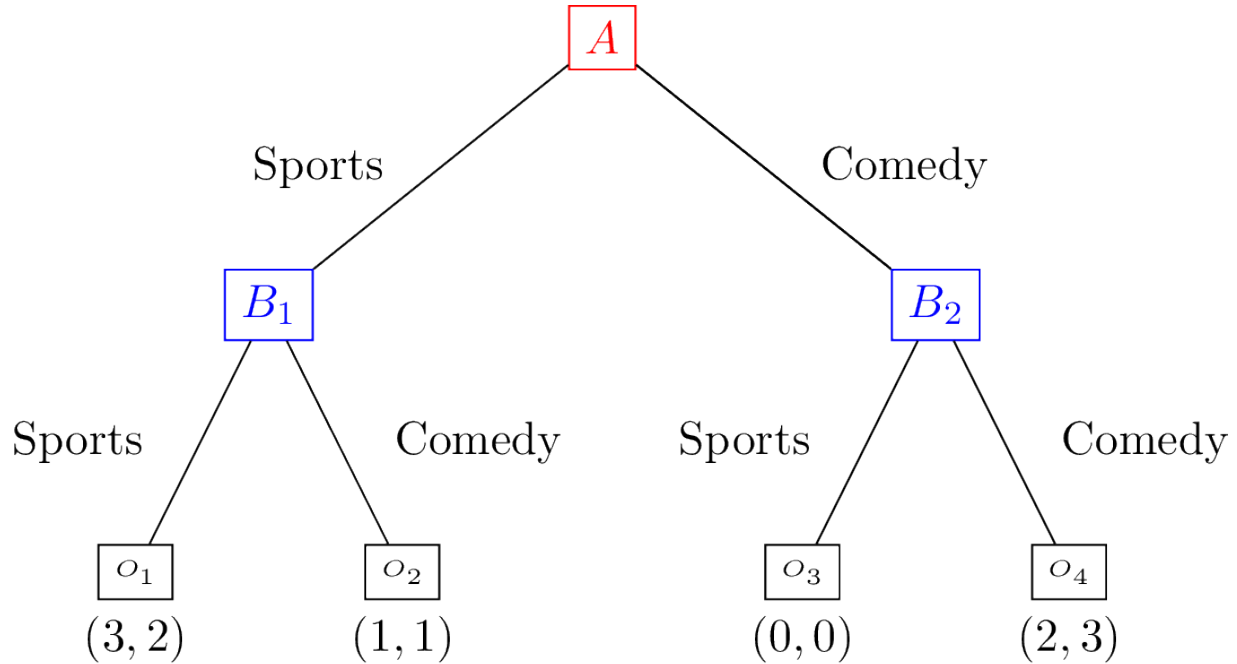 A
Sports Comedy
B₁ B₂
Sports Comedy Sports Comedy
o₁ o₂ o₃ o₄
(3, 2) (1, 1) (0, 0) (2, 3)